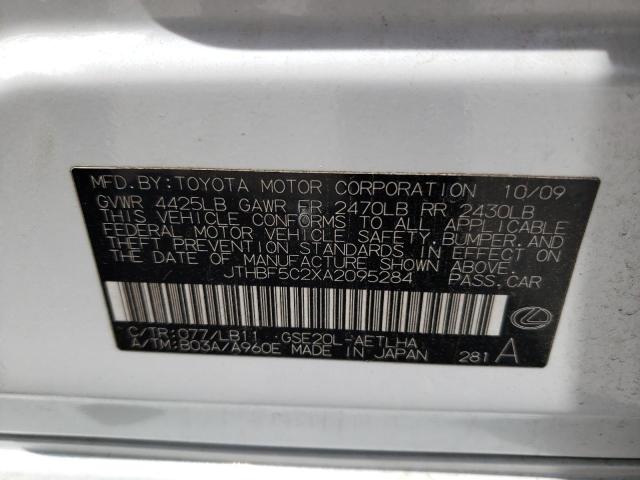 MFD. BY: TOYOTA MOTOR CORPORATION 10/09
GVWR 4425LB GAWR FR 2470LB RR 2430LB
THIS VEHICLE CONFORMS TO ALL APPLICABLE
FEDERAL MOTOR VEHICLE SAFETY, BUMPER, AND
THEFT PREVENTION STANDARDS IN EFFECT ON
THE DATE OF MANUFACTURE SHOWN ABOVE.
JTHBF5C2XA2095284 PASS. CAR
C/TR: 077/LB11 GSE20L-AETLHA
A/TM: B03A/A960E MADE IN JAPAN 281 A